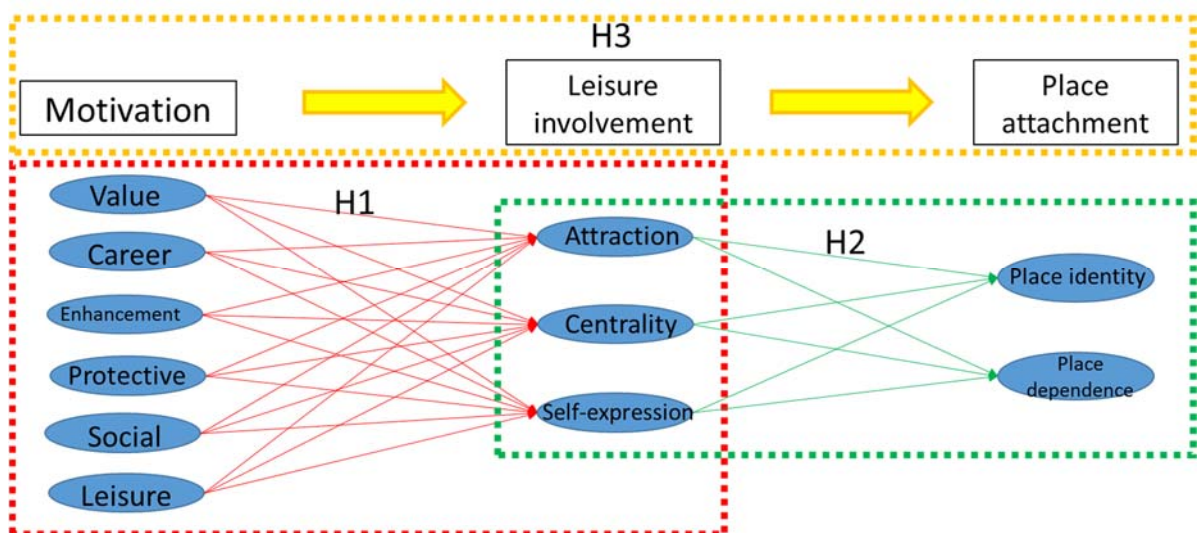 H3
Motivation
Leisure
involvement
Place
attachment
H1
Value
Career
Enhancement
Protective
Social
Leisure
Attraction
Centrality
Self-expression
H2
Place identity
Place
dependence